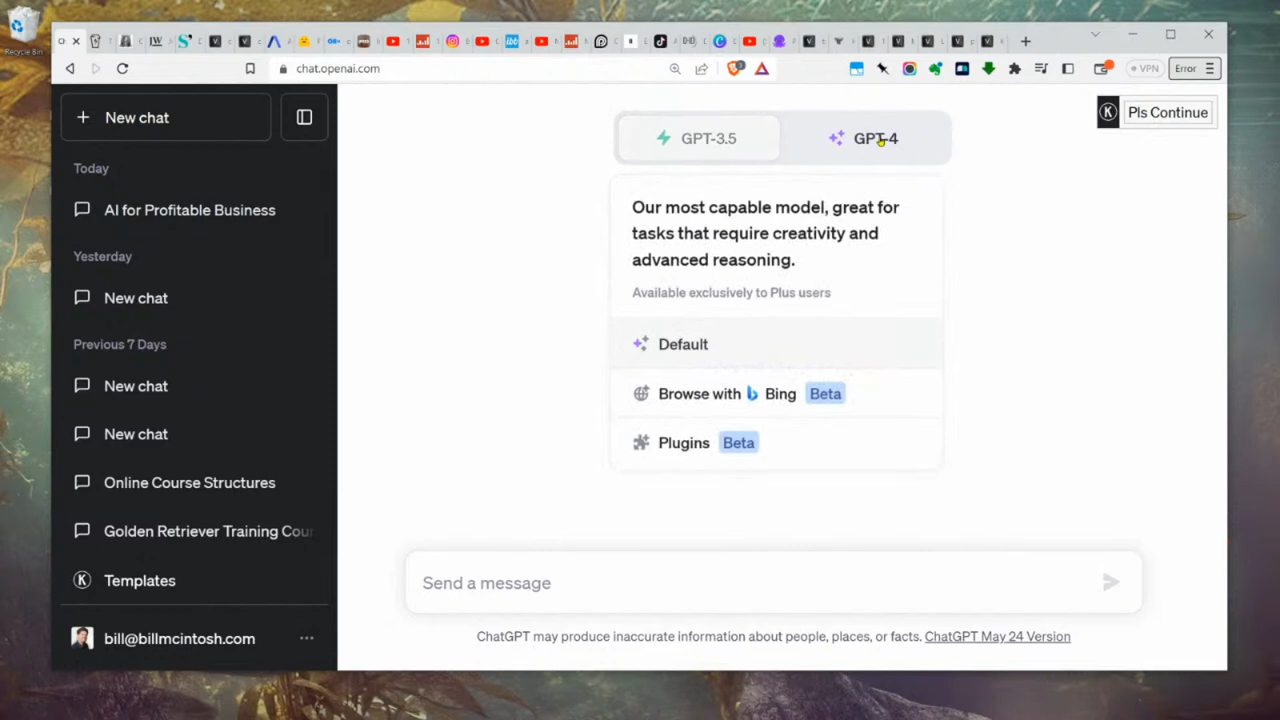 Recycle Bin
chat.openai.com
VPN
Error
New chat
Today
AI for Profitable Business
Yesterday
New chat
Previous 7 Days
New chat
New chat
Online Course Structures
Golden Retriever Training Cou
Templates
bill@billmcintosh.com
GPT-3.5
GPT-4
Pls Continue
Our most capable model, great for
tasks that require creativity and
advanced reasoning.
Available exclusively to Plus users
Default
Browse with Bing Beta
Plugins Beta
Send a message
ChatGPT may produce inaccurate information about people, places, or facts. ChatGPT May 24 Version